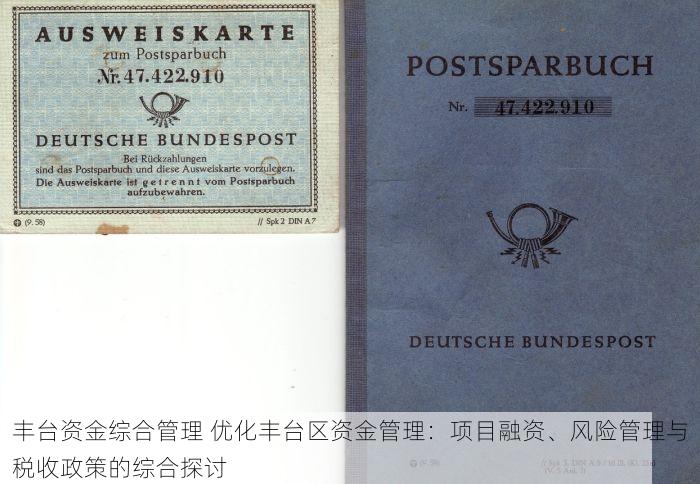 AUSWEISKARTE
zum Postsparbuch
Nr. 47.422.910
DEUTSCHE BUNDESPOST
Bei Rückzahlungen
sind das Postsparbuch und diese Ausweiskarte vorzulegen.
Die Ausweiskarte ist getrennt vom Postsparbuch
aufzubewahren.
(9. 58)
// Spk 2 DIN A 7
POSTSPARBUCH
Nr. 47.422.910
DEUTSCHE BUNDESPOST
丰台资金综合管理 优化丰台区资金管理：项目融资、风险管理与
税收政策的综合探讨